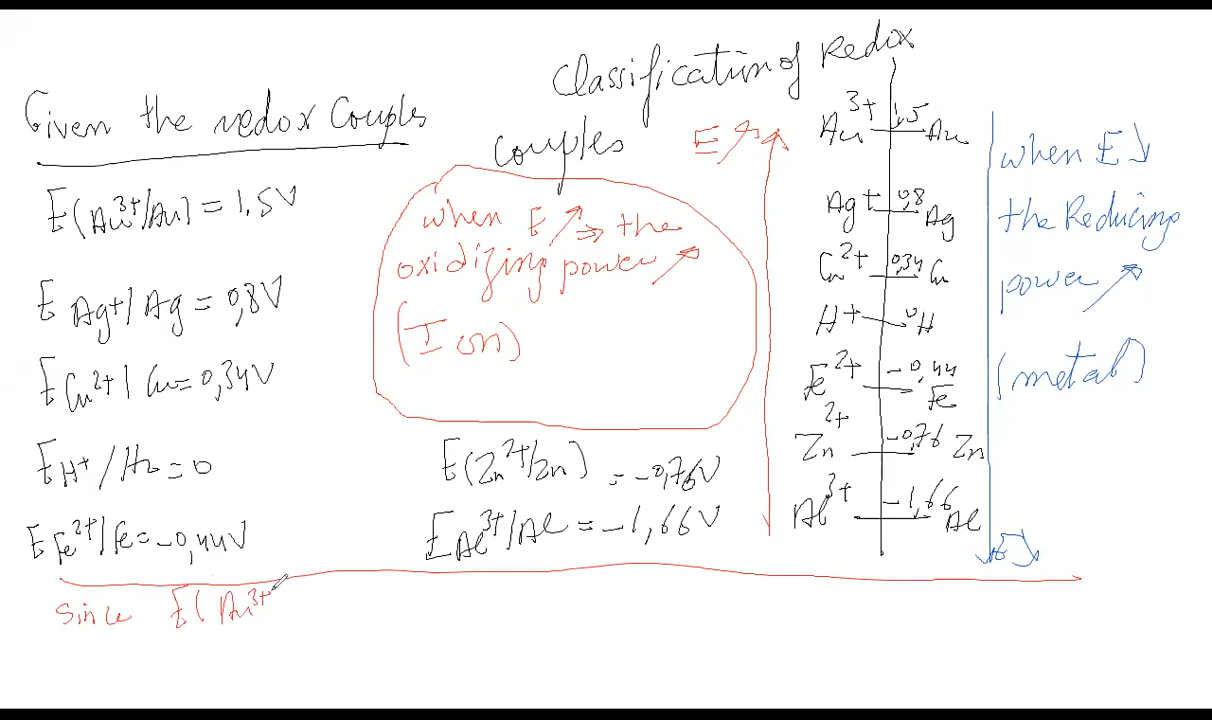 Classification of Redox
couples
Given the redox Couples
E(Au³⁺/Au) = 1.5V
E Ag⁺/Ag = 0,8V
E Cu²⁺/Cu = 0,34V
E H⁺/H₂ = 0
E Fe²⁺/Fe = -0,44V
when E ↗ ⇒ the
oxidizing power ↗
(Ion)
E(Zn²⁺/Zn) = -0,76V
E Al³⁺/Al = -1,66V
E ↗
Au³⁺ 1,5 Au
Ag⁺ 0,8 Ag
Cu²⁺ 0,34 Cu
H⁺ 0 H
Fe²⁺ -0,44 Fe
Zn²⁺ -0,76 Zn
Al³⁺ -1,66 Al
when E ↓
the Reducing
power ↗
(metal)
E ↘
Since E(Au³⁺